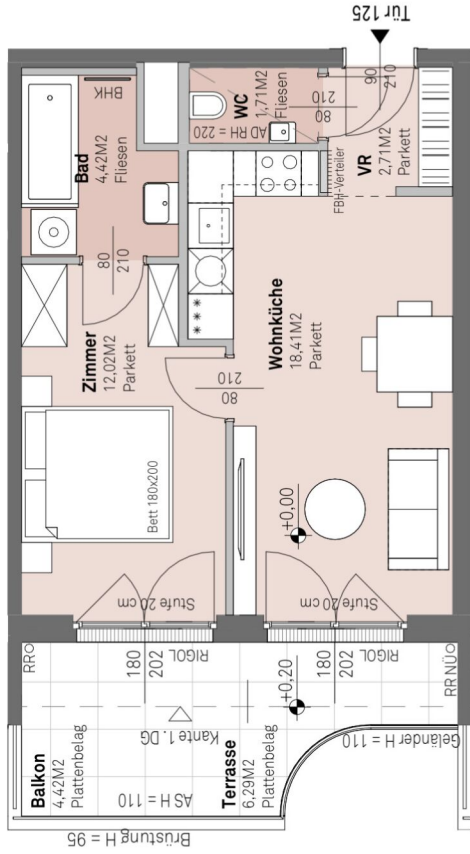 Tür 125
90
210
BHK
Bad
4,42M2
Fliesen
WC
1,71M2
Fliesen
AD RH = 220
80
210
VR
2,71M2
Parkett
FBH-Verteiler
80
210
Zimmer
12,02M2
Parkett
Wohnküche
18,41M2
Parkett
80
210
Bett 180x200
+0,00
Stufe 20 cm
Stufe 20 cm
RRO
180
202
RIGOL
180
202
RIGOL
RRNÜO
+0,20
Kante 1. DG
Balkon
4,42M2
Plattenbelag
ASH = 110
Terrasse
6,29M2
Plattenbelag
Geländer H = 110
Brüstung H = 95